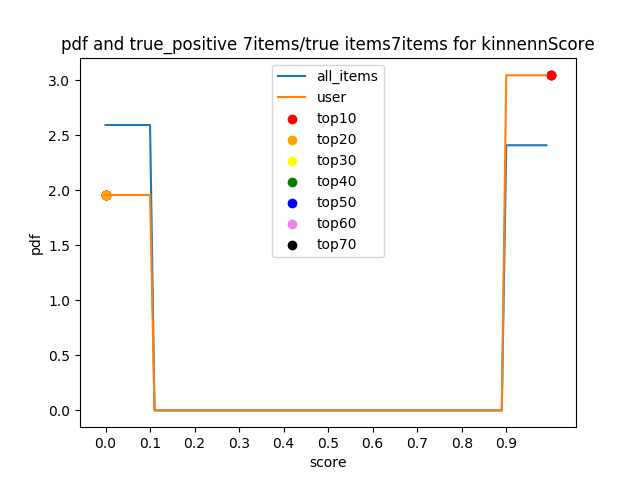 pdf and true_positive 7items/true items7items for kinnennScore
all_items
user
top10
top20
top30
top40
top50
top60
top70
pdf
3.0
2.5
2.0
1.5
1.0
0.5
0.0
0.0 0.1 0.2 0.3 0.4 0.5 0.6 0.7 0.8 0.9
score